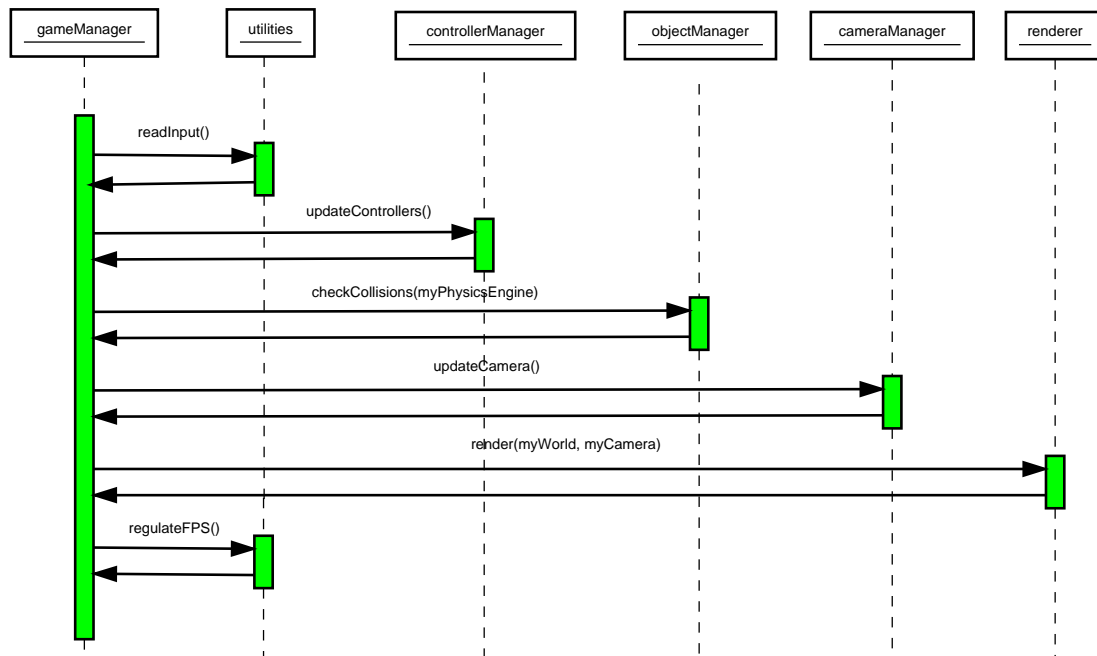 gameManager
utilities
controllerManager
objectManager
cameraManager
renderer
readInput()
updateControllers()
checkCollisions(myPhysicsEngine)
updateCamera()
render(myWorld, myCamera)
regulateFPS()